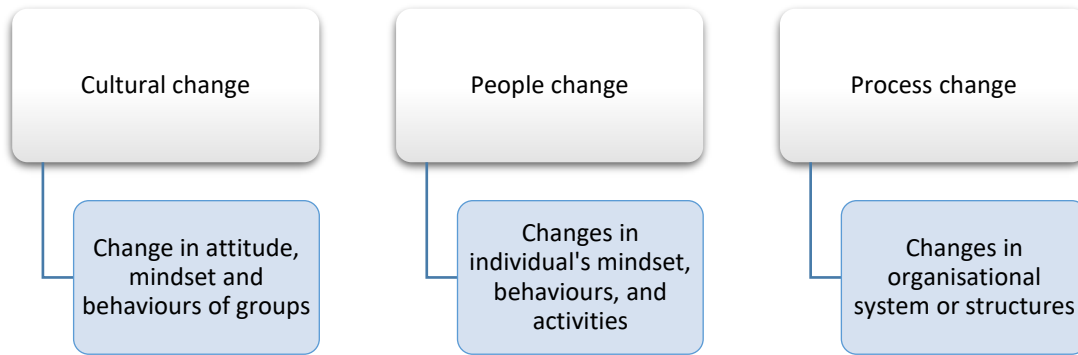 Cultural change
Change in attitude,
mindset and
behaviours of groups
People change
Changes in
individual's mindset,
behaviours, and
activities
Process change
Changes in
organisational
system or structures